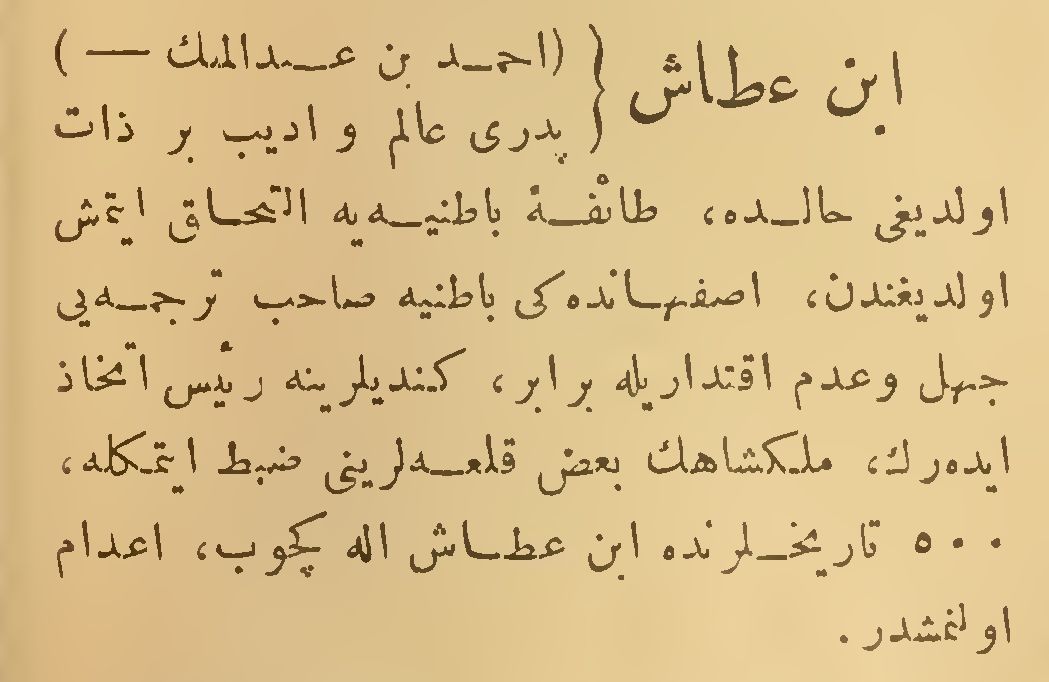 ابن عطاش { (احمد بن عبدالملك —)
پدری عالم و ادیب بر ذات
اولدیغی حالده، طائفهٔ باطنیه‌یه التحاق ایتمش
اولدیغندن، اصفهانده‌کی باطنیه صاحب ترجمه‌یی
جهل وعدم اقتداریله برابر، کندیلرینه رئیس اتخاذ
ایده‌رك، ملکشاهك بعض قلعه‌لرینی ضبط ایتمکله،
۵۰۰ تاریخلرنده ابن عطاش اله کچوب، اعدام
اولنمشدر.